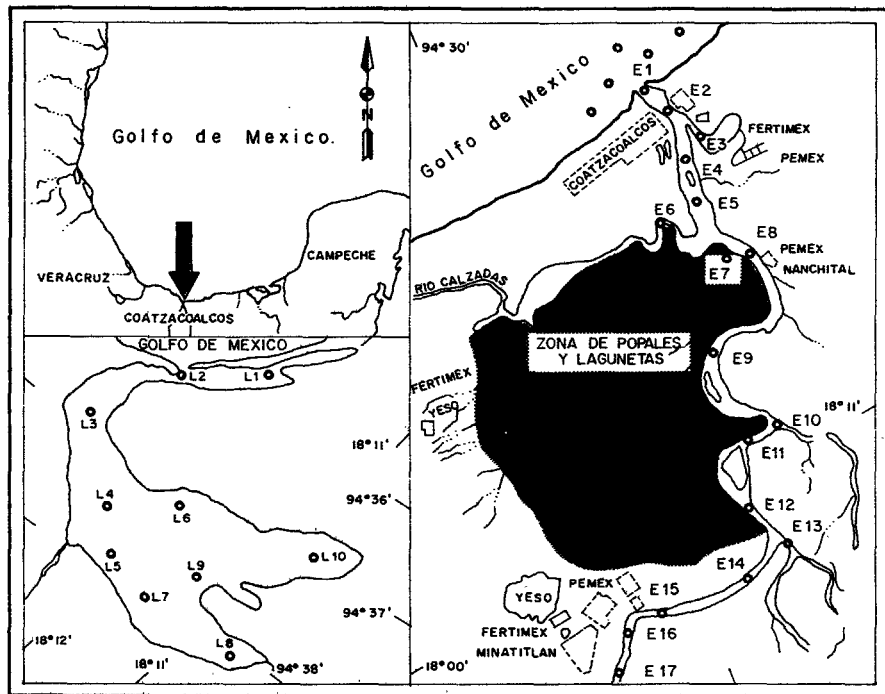 Golfo de Mexico.
N
VERACRUZ
CAMPECHE
COATZACOALCOS
GOLFO DE MEXICO
L2
L1
L3
18°11'
L4
L6
94°36'
L5
L9
L10
L7
94°37'
L8
18°12'
18°11'
94°38'
94°30'
Golfo de Mexico
E1
E2
FERTIMEX
E3
PEMEX
COATZACOALCOS
E4
E5
E6
E8
PEMEX
NANCHITAL
E7
RIO CALZADAS
ZONA DE POPALES
Y LAGUNETAS
E9
FERTIMEX
YESO
18°11'
E10
E11
E12
E13
E14
PEMEX
E15
YESO
FERTIMEX
E16
MINATITLAN
18°00'
E17